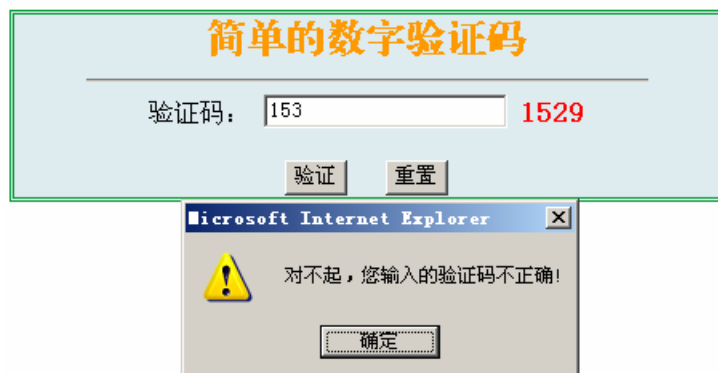 简单的数字验证码
验证码： 153 1529
验证 重置
Microsoft Internet Explorer
对不起，您输入的验证码不正确!
确定